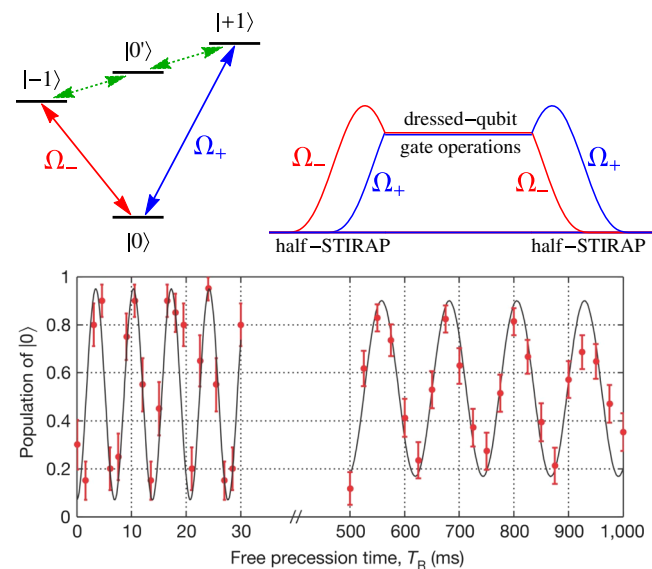 |+1⟩
|0'⟩
|−1⟩
Ω−
Ω+
|0⟩
dressed−qubit
gate operations
Ω−
Ω+
Ω−
Ω+
half−STIRAP
half−STIRAP
Population of |0⟩
1
0.8
0.6
0.4
0.2
0
0 10 20 30 500 600 700 800 900 1,000
Free precession time, T_R (ms)